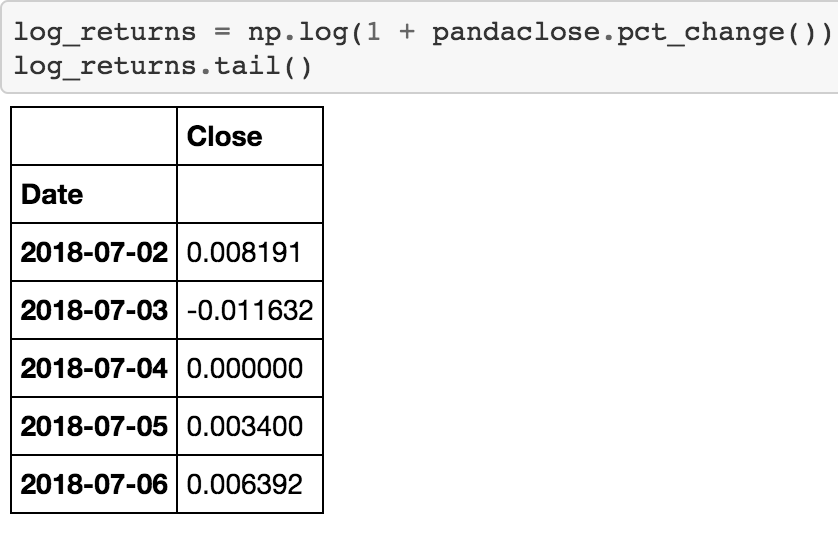 log_returns = np.log(1 + pandaclose.pct_change())
log_returns.tail()
Close
Date
2018-07-02 0.008191
2018-07-03 -0.011632
2018-07-04 0.000000
2018-07-05 0.003400
2018-07-06 0.006392